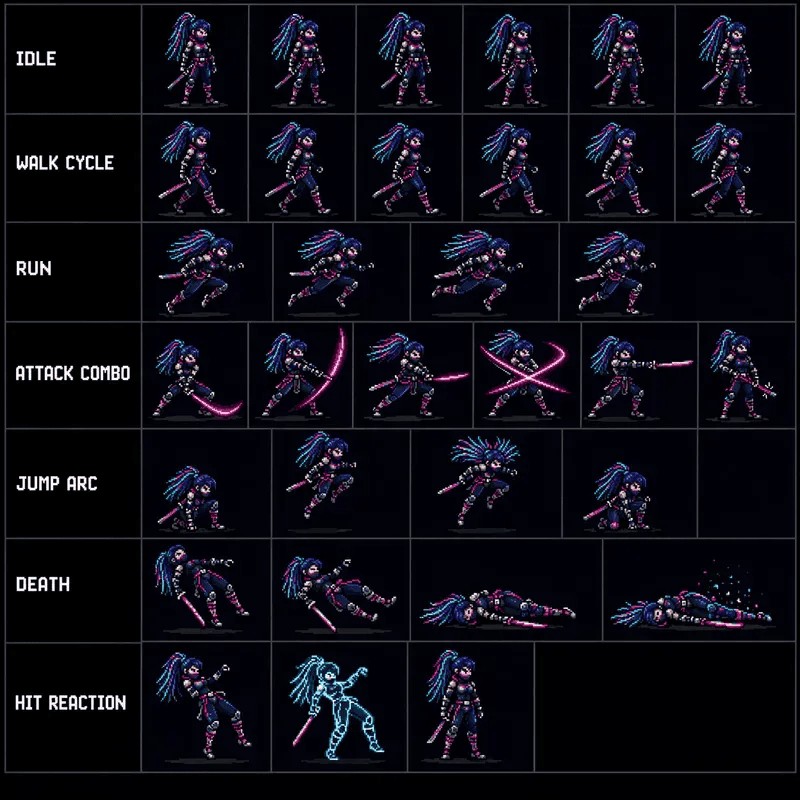 IDLE
WALK CYCLE
RUN
ATTACK COMBO
JUMP ARC
DEATH
HIT REACTION